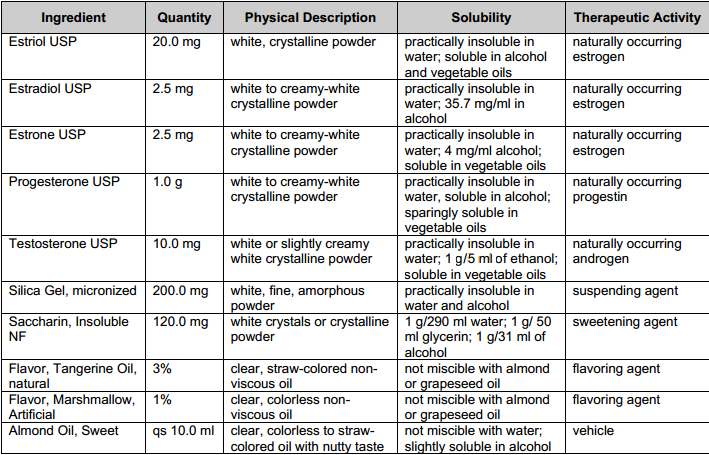 Ingredient Quantity Physical Description Solubility Therapeutic Activity
Estriol USP 20.0 mg white, crystalline powder practically insoluble in naturally occurring
water; soluble in alcohol estrogen
and vegetable oils
Estradiol USP 2.5 mg white to creamy-white practically insoluble in naturally occurring
crystalline powder water; 35.7 mg/ml in estrogen
alcohol
Estrone USP 2.5 mg white to creamy-white practically insoluble in naturally occurring
crystalline powder water; 4 mg/ml alcohol; estrogen
soluble in vegetable oils
Progesterone USP 1.0 g white to creamy-white practically insoluble in naturally occurring
crystalline powder water, soluble in alcohol; progestin
sparingly soluble in
vegetable oils
Testosterone USP 10.0 mg white or slightly creamy practically insoluble in naturally occurring
white crystalline powder water; 1 g/5 ml of ethanol; androgen
soluble in vegetable oils
Silica Gel, micronized 200.0 mg white, fine, amorphous practically insoluble in suspending agent
powder water and alcohol
Saccharin, Insoluble 120.0 mg white crystals or crystalline 1 g/290 ml water; 1 g/ 50 sweetening agent
NF powder ml glycerin; 1 g/31 ml of
alcohol
Flavor, Tangerine Oil, 3% clear, straw-colored non- not miscible with almond flavoring agent
natural viscous oil or grapeseed oil
Flavor, Marshmallow, 1% clear, colorless non- not miscible with almond flavoring agent
Artificial viscous oil or grapeseed oil
Almond Oil, Sweet qs 10.0 ml clear, colorless to straw- not miscible with water; vehicle
colored oil with nutty taste slightly soluble in alcohol